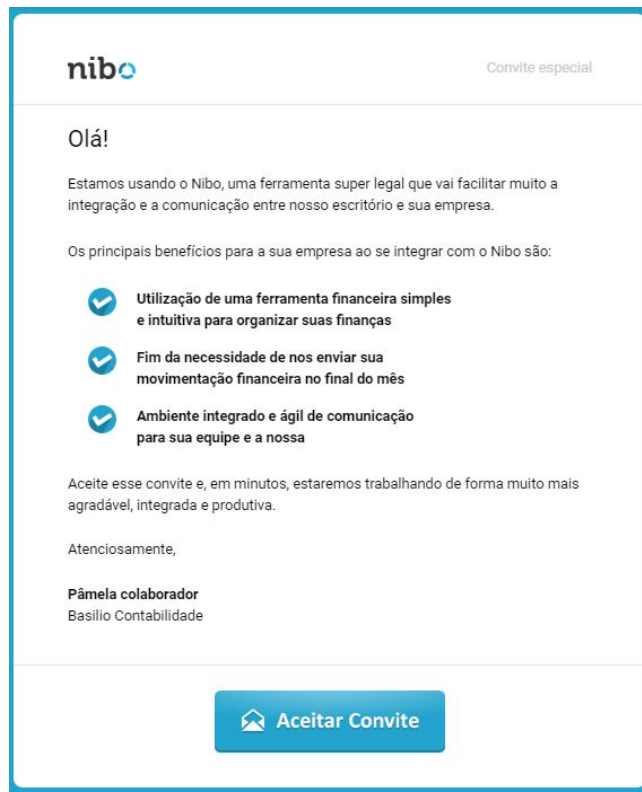 nibo
Convite especial
Olá!
Estamos usando o Nibo, uma ferramenta super legal que vai facilitar muito a
integração e a comunicação entre nosso escritório e sua empresa.
Os principais benefícios para a sua empresa ao se integrar com o Nibo são:
Utilização de uma ferramenta financeira simples
e intuitiva para organizar suas finanças
Fim da necessidade de nos enviar sua
movimentação financeira no final do mês
Ambiente integrado e ágil de comunicação
para sua equipe e a nossa
Aceite esse convite e, em minutos, estaremos trabalhando de forma muito mais
agradável, integrada e produtiva.
Atenciosamente,
Pâmela colaborador
Basilio Contabilidade
Aceitar Convite